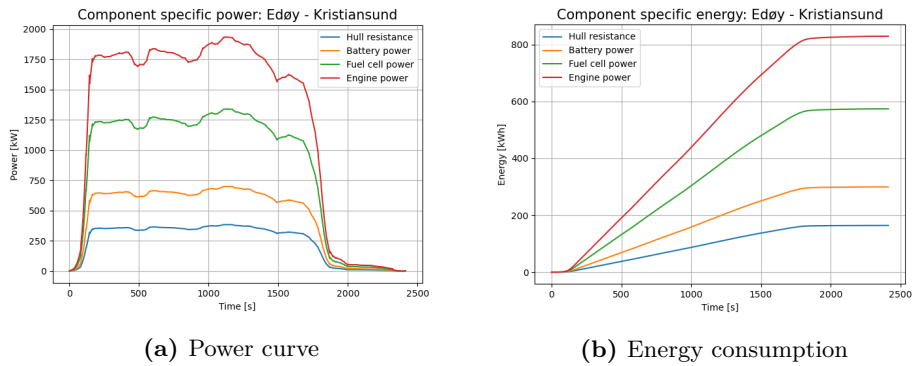 Component specific power: Edøy - Kristiansund
Hull resistance
Battery power
Fuel cell power
Engine power
2000
1750
1500
1250
1000
750
500
250
0
Power [kW]
0 500 1000 1500 2000 2500
Time [s]
(a) Power curve
Component specific energy: Edøy - Kristiansund
Hull resistance
Battery power
Fuel cell power
Engine power
800
600
400
200
0
Energy [kWh]
0 500 1000 1500 2000 2500
Time [s]
(b) Energy consumption